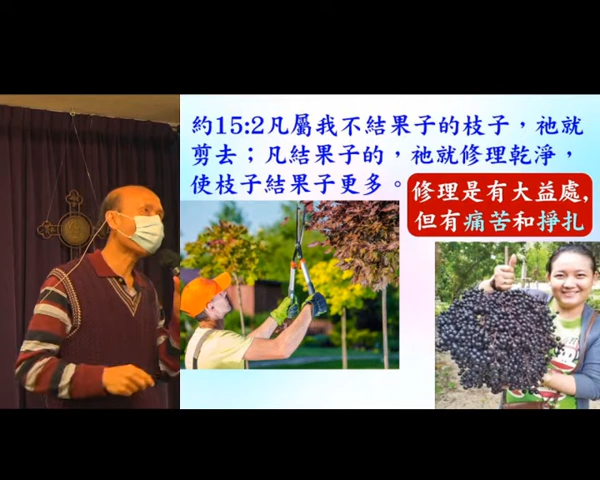 約15:2凡屬我不結果子的枝子，祂就
剪去；凡結果子的，祂就修理乾淨，
使枝子結果子更多。
修理是有大益處,
但有痛苦和掙扎